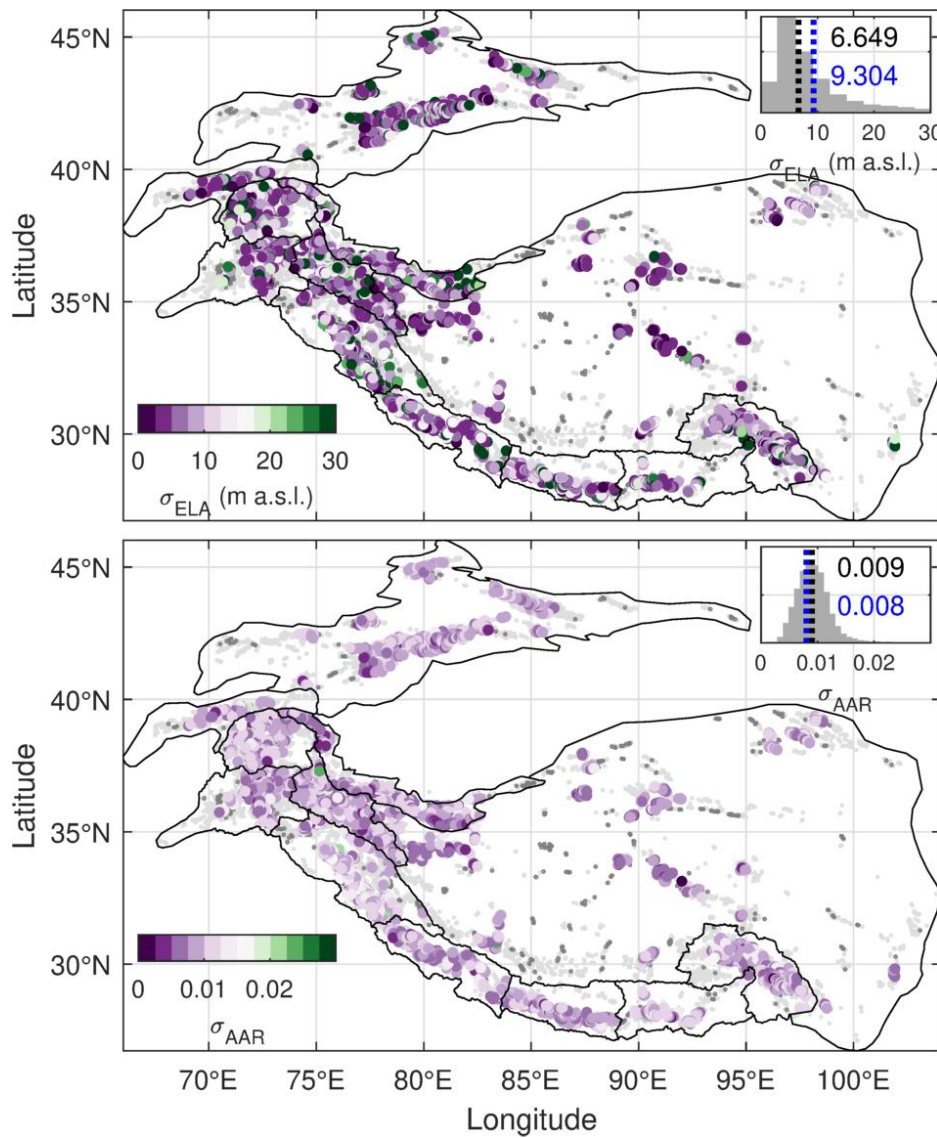 45°N
40°N
35°N
30°N
Latitude
6.649
9.304
0 10 20 30
σELA (m a.s.l.)
0 10 20 30
σELA (m a.s.l.)
45°N
40°N
35°N
30°N
Latitude
0.009
0.008
0 0.01 0.02
σAAR
0 0.01 0.02
σAAR
70°E 75°E 80°E 85°E 90°E 95°E 100°E
Longitude